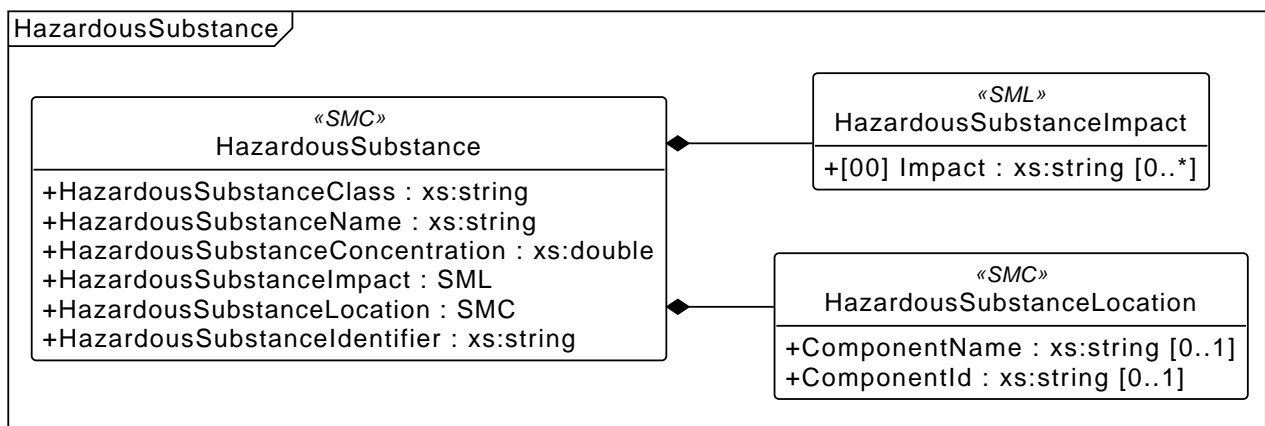 HazardousSubstance
«SMC»
HazardousSubstance
+HazardousSubstanceClass : xs:string
+HazardousSubstanceName : xs:string
+HazardousSubstanceConcentration : xs:double
+HazardousSubstanceImpact : SML
+HazardousSubstanceLocation : SMC
+HazardousSubstanceIdentifier : xs:string
«SML»
HazardousSubstanceImpact
+[00] Impact : xs:string [0..*]
«SMC»
HazardousSubstanceLocation
+ComponentName : xs:string [0..1]
+ComponentId : xs:string [0..1]